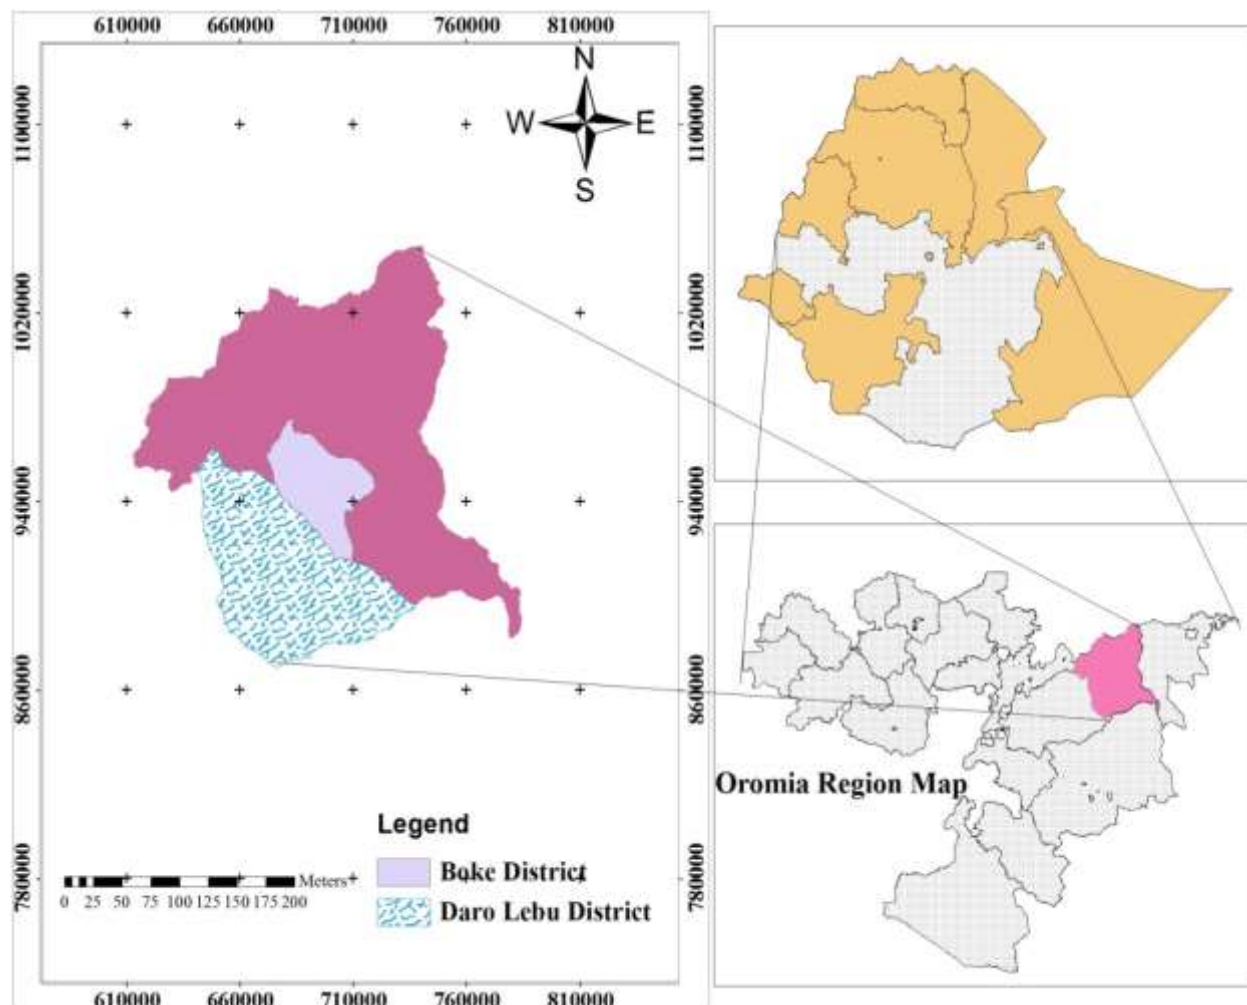 610000 660000 710000 760000 810000
N
W E
S
1100000 1100000
1020000 1020000
940000 940000
860000 860000
780000 780000
Oromia Region Map
Legend
Boke District
Daro Lebu District
Meters
0 25 50 75 100 125 150 175 200
610000 660000 710000 760000 810000